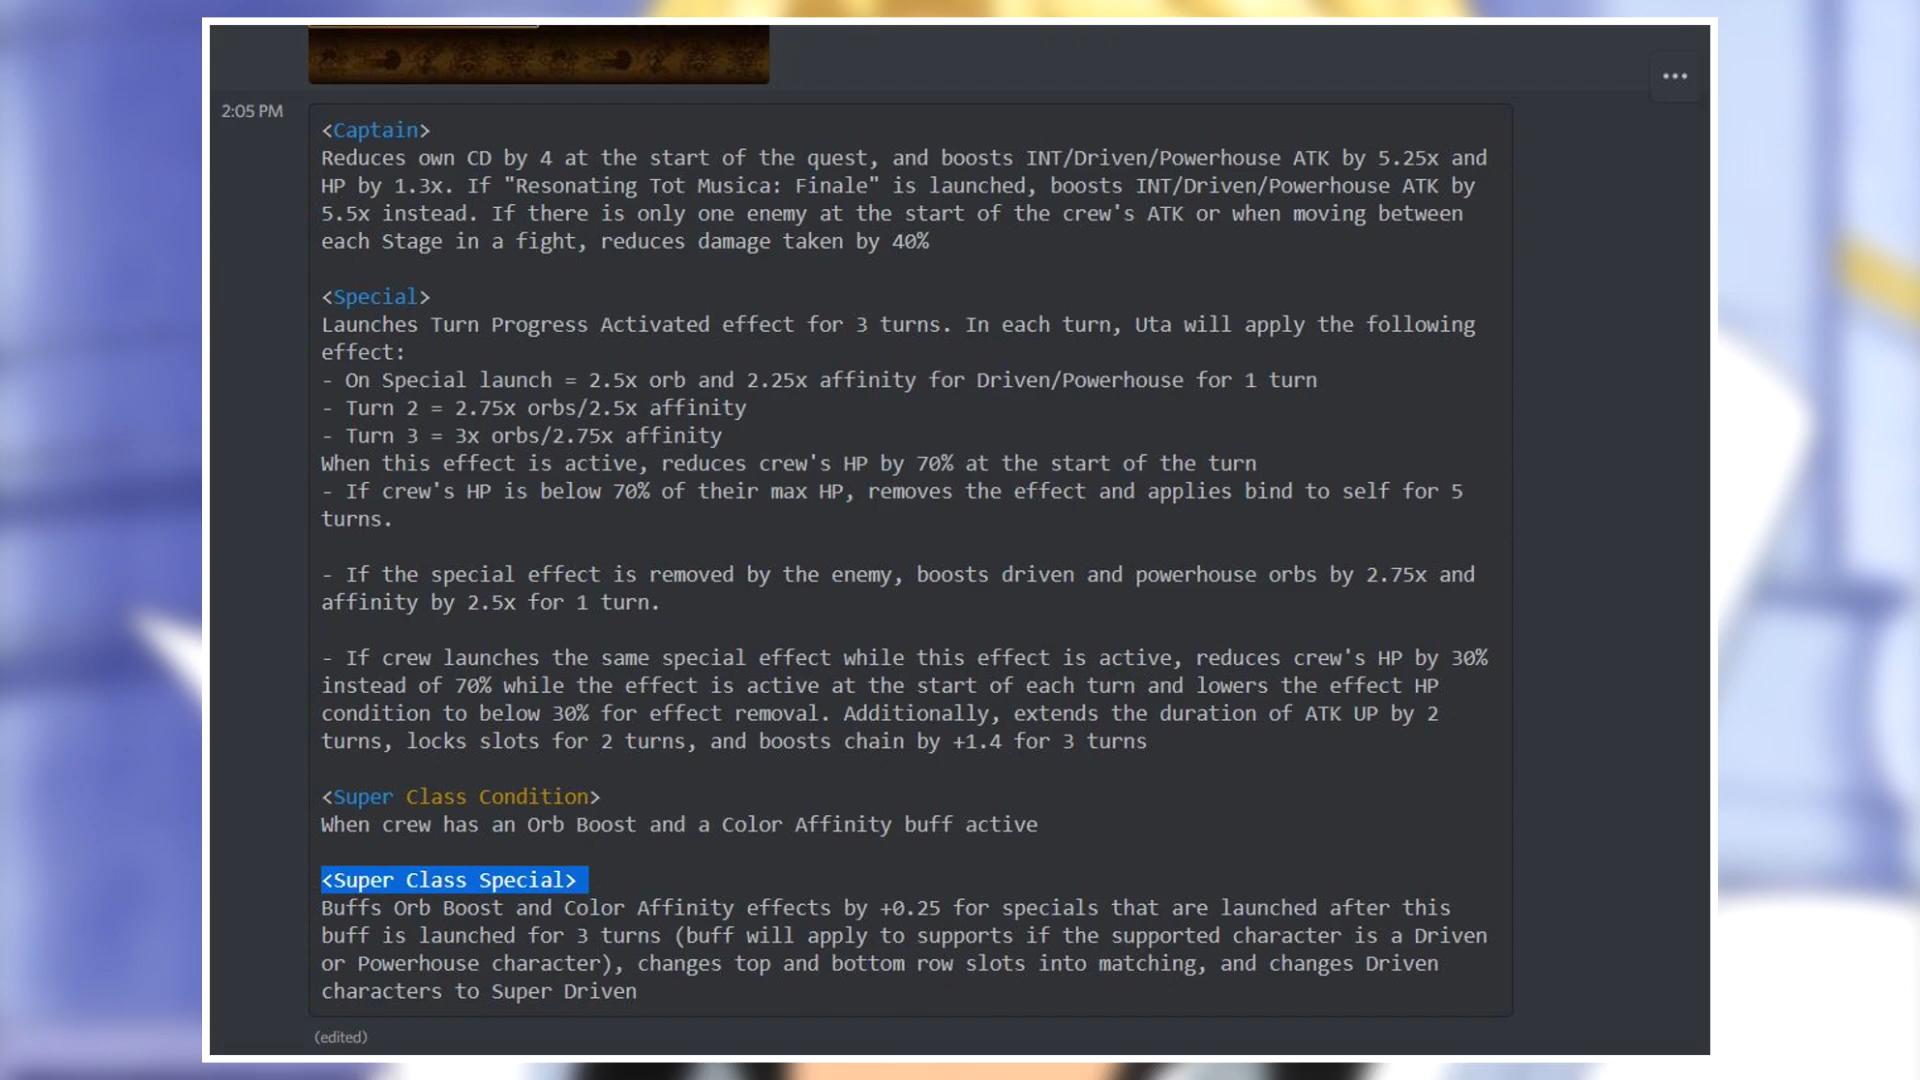 2:05 PM
<Captain>
Reduces own CD by 4 at the start of the quest, and boosts INT/Driven/Powerhouse ATK by 5.25x and
HP by 1.3x. If "Resonating Tot Musica: Finale" is launched, boosts INT/Driven/Powerhouse ATK by
5.5x instead. If there is only one enemy at the start of the crew's ATK or when moving between
each Stage in a fight, reduces damage taken by 40%
<Special>
Launches Turn Progress Activated effect for 3 turns. In each turn, Uta will apply the following
effect:
- On Special launch = 2.5x orb and 2.25x affinity for Driven/Powerhouse for 1 turn
- Turn 2 = 2.75x orbs/2.5x affinity
- Turn 3 = 3x orbs/2.75x affinity
When this effect is active, reduces crew's HP by 70% at the start of the turn
- If crew's HP is below 70% of their max HP, removes the effect and applies bind to self for 5
turns.
- If the special effect is removed by the enemy, boosts driven and powerhouse orbs by 2.75x and
affinity by 2.5x for 1 turn.
- If crew launches the same special effect while this effect is active, reduces crew's HP by 30%
instead of 70% while the effect is active at the start of each turn and lowers the effect HP
condition to below 30% for effect removal. Additionally, extends the duration of ATK UP by 2
turns, locks slots for 2 turns, and boosts chain by +1.4 for 3 turns
<Super Class Condition>
When crew has an Orb Boost and a Color Affinity buff active
<Super Class Special>
Buffs Orb Boost and Color Affinity effects by +0.25 for specials that are launched after this
buff is launched for 3 turns (buff will apply to supports if the supported character is a Driven
or Powerhouse character), changes top and bottom row slots into matching, and changes Driven
characters to Super Driven
(edited)